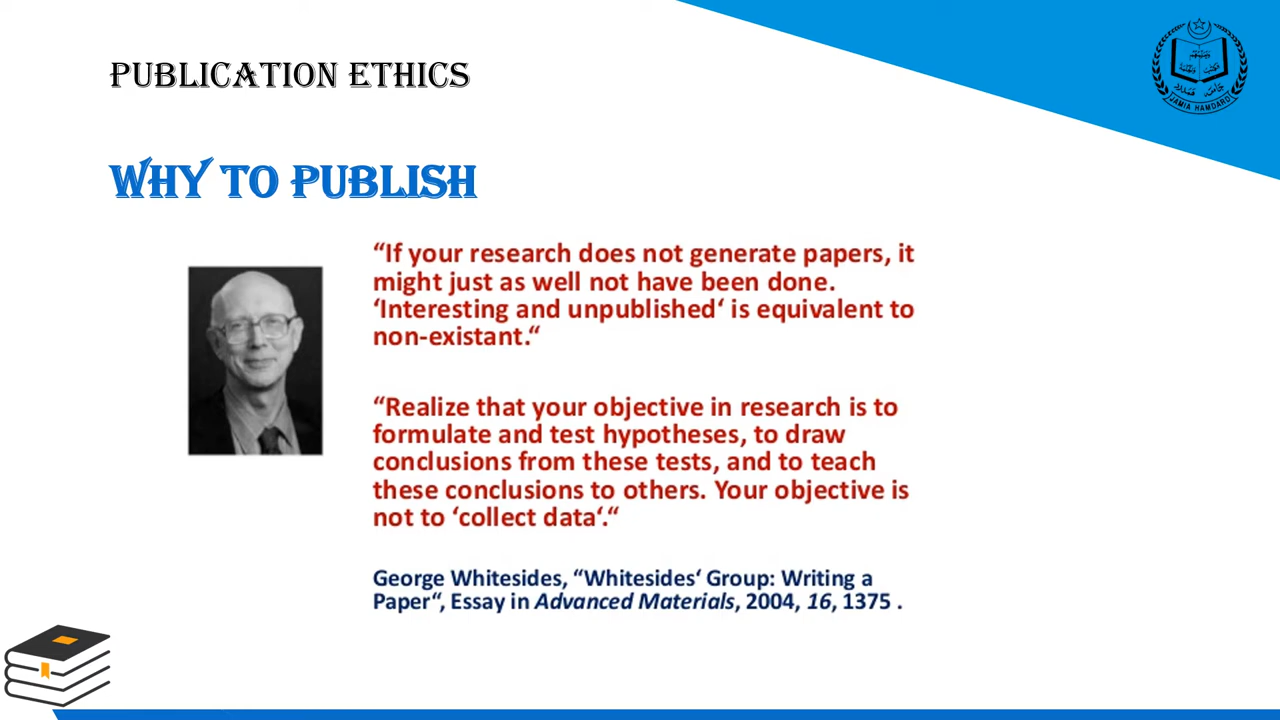 PUBLICATION ETHICS
JAMIA HAMDARD
WHY TO PUBLISH
“If your research does not generate papers, it
might just as well not have been done.
‘Interesting and unpublished‘ is equivalent to
non-existant.“
“Realize that your objective in research is to
formulate and test hypotheses, to draw
conclusions from these tests, and to teach
these conclusions to others. Your objective is
not to ‘collect data‘.“
George Whitesides, “Whitesides‘ Group: Writing a
Paper“, Essay in Advanced Materials, 2004, 16, 1375 .